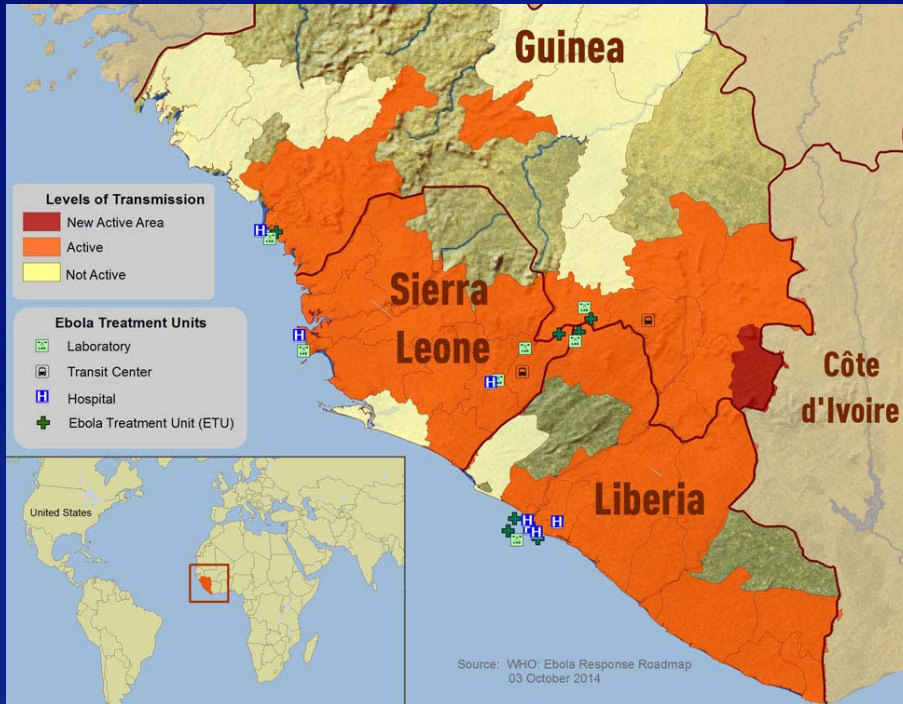 Guinea
Levels of Transmission
New Active Area
Active
Not Active
Sierra
Leone
Ebola Treatment Units
Laboratory
Transit Center
Hospital
Ebola Treatment Unit (ETU)
Côte
d'Ivoire
Liberia
United States
Source: WHO: Ebola Response Roadmap
03 October 2014